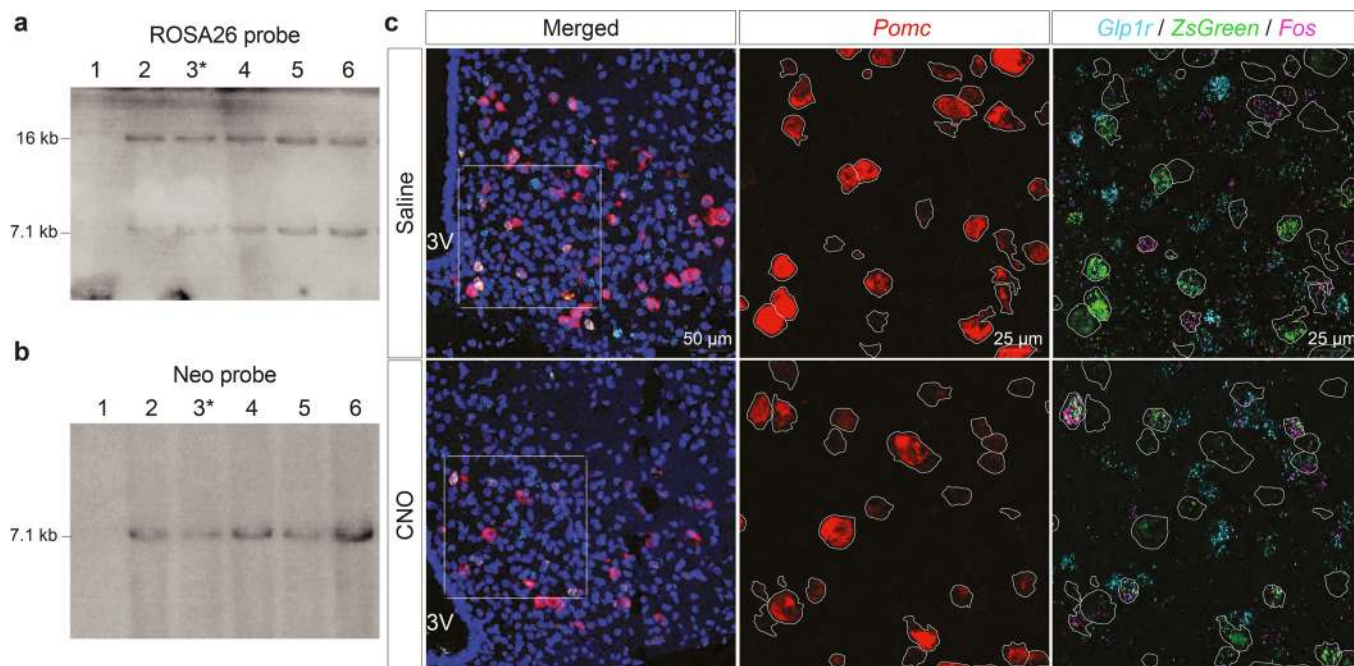 a
ROSA26 probe
1 2 3* 4 5 6
16 kb
7.1 kb
b
Neo probe
1 2 3* 4 5 6
7.1 kb
c
Merged
Pomc
Glp1r / ZsGreen / Fos
Saline
3V
50 µm
25 µm
25 µm
CNO
3V